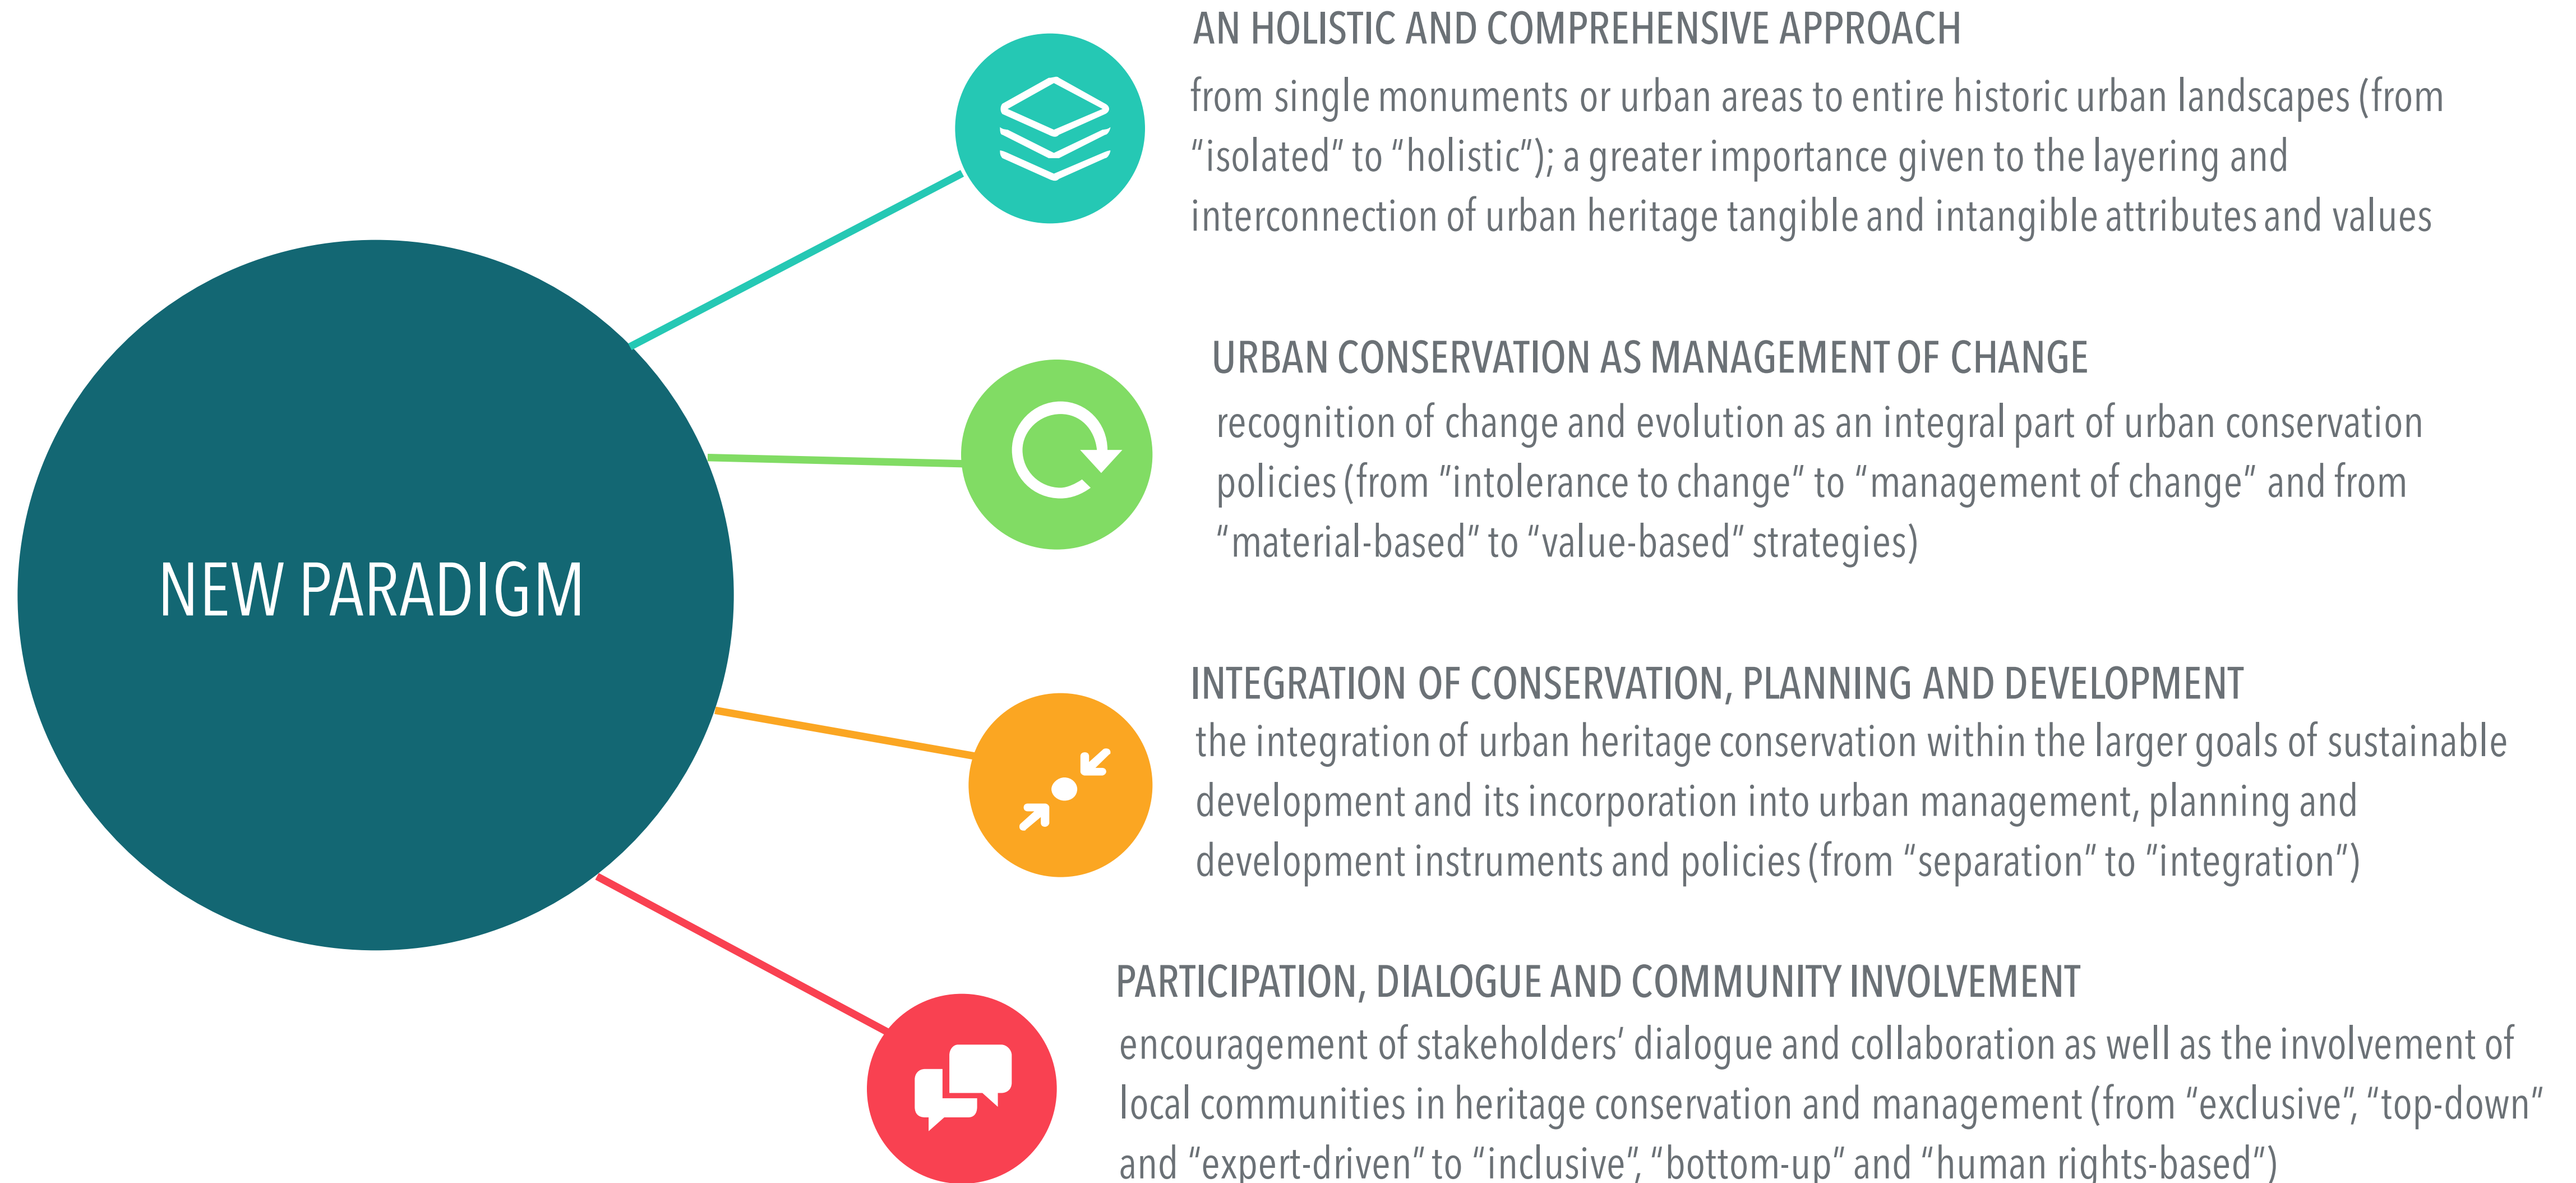 NEW PARADIGM
AN HOLISTIC AND COMPREHENSIVE APPROACH
from single monuments or urban areas to entire historic urban landscapes (from
“isolated” to “holistic”); a greater importance given to the layering and
interconnection of urban heritage tangible and intangible attributes and values
URBAN CONSERVATION AS MANAGEMENT OF CHANGE
recognition of change and evolution as an integral part of urban conservation
policies (from “intolerance to change” to “management of change” and from
“material-based” to “value-based” strategies)
INTEGRATION OF CONSERVATION, PLANNING AND DEVELOPMENT
the integration of urban heritage conservation within the larger goals of sustainable
development and its incorporation into urban management, planning and
development instruments and policies (from “separation” to “integration”)
PARTICIPATION, DIALOGUE AND COMMUNITY INVOLVEMENT
encouragement of stakeholders’ dialogue and collaboration as well as the involvement of
local communities in heritage conservation and management (from “exclusive”, “top-down”
and “expert-driven” to “inclusive”, “bottom-up” and “human rights-based”)